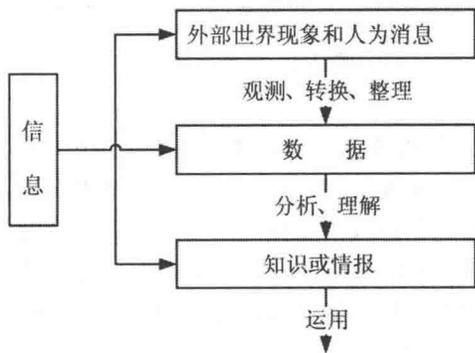 外部世界现象和人为消息
观测、转换、整理
信息
数 据
分析、理解
知识或情报
运用